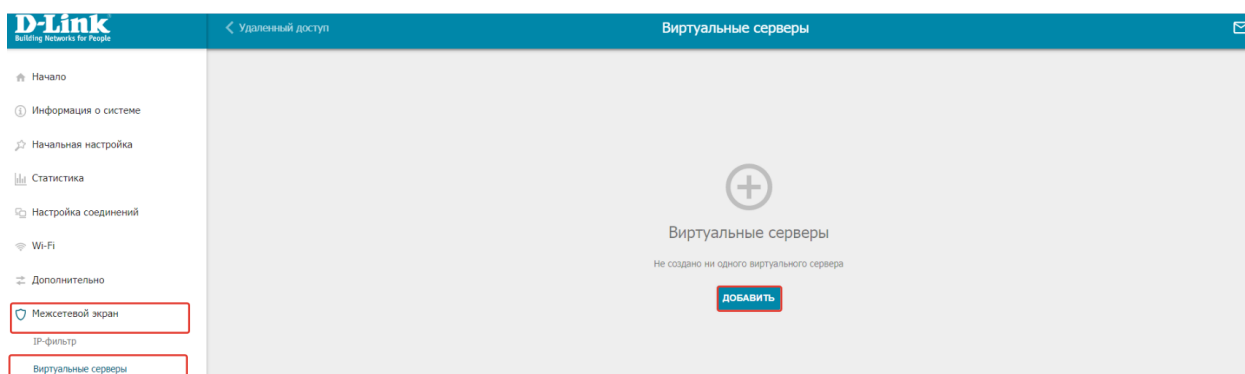 D-Link
Building Networks for People
Удаленный доступ
Виртуальные серверы
Начало
Информация о системе
Начальная настройка
Статистика
Настройка соединений
Wi-Fi
Дополнительно
Межсетевой экран
IP-фильтр
Виртуальные серверы
Виртуальные серверы
Не создано ни одного виртуального сервера
ДОБАВИТЬ